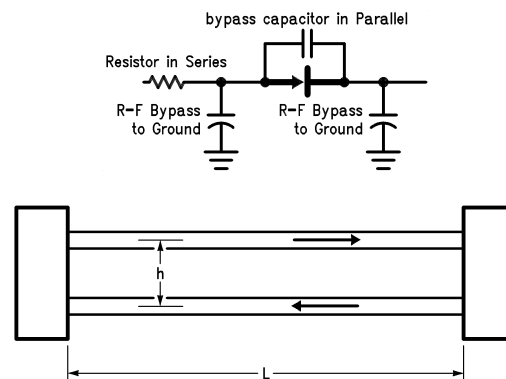 bypass capacitor in Parallel
Resistor in Series
R-F Bypass
to Ground
R-F Bypass
to Ground
h
L